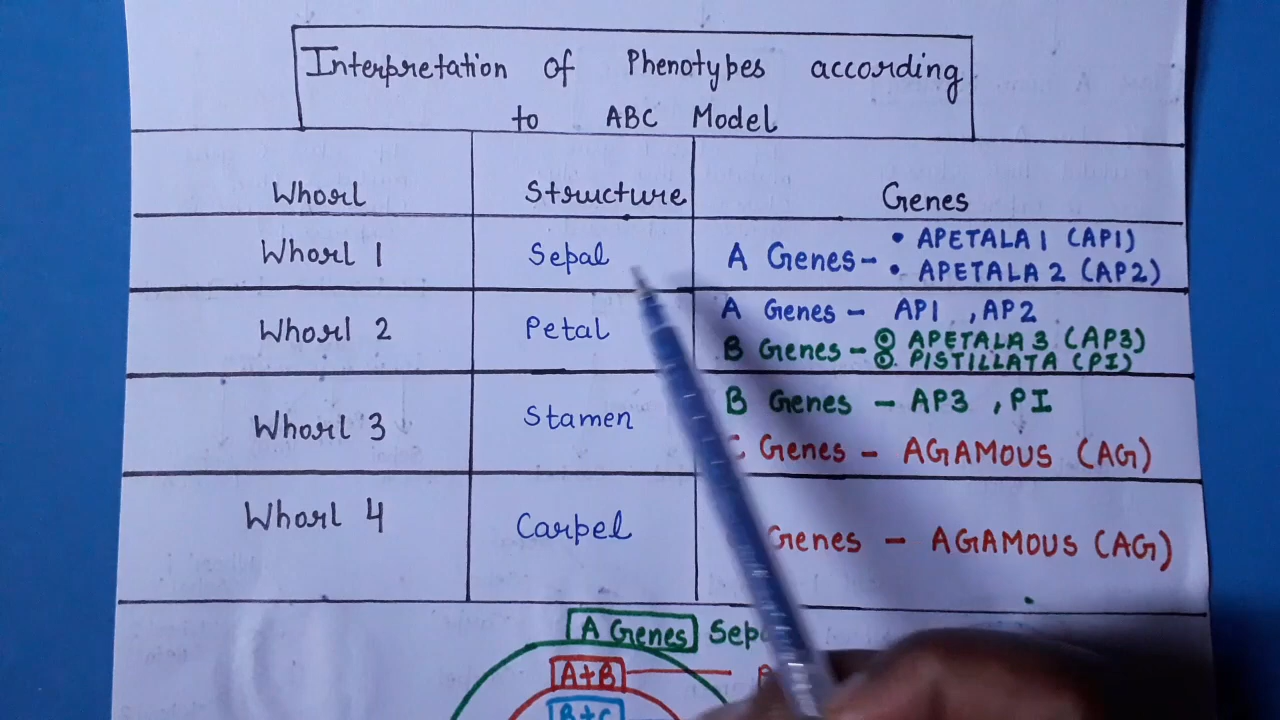 Interpretation of Phenotypes according
to ABC Model
Whorl Structure Genes
Whorl 1 Sepal A Genes- • APETALA 1 (AP1)
• APETALA 2 (AP2)
Whorl 2 Petal A Genes - AP1 , AP2
B Genes - APETALA 3 (AP3)
PISTILLATA (PI)
Whorl 3 Stamen B Genes - AP3 , PI
C Genes - AGAMOUS (AG)
Whorl 4 Carpel Genes - AGAMOUS (AG)
A Genes
A+B
B+C